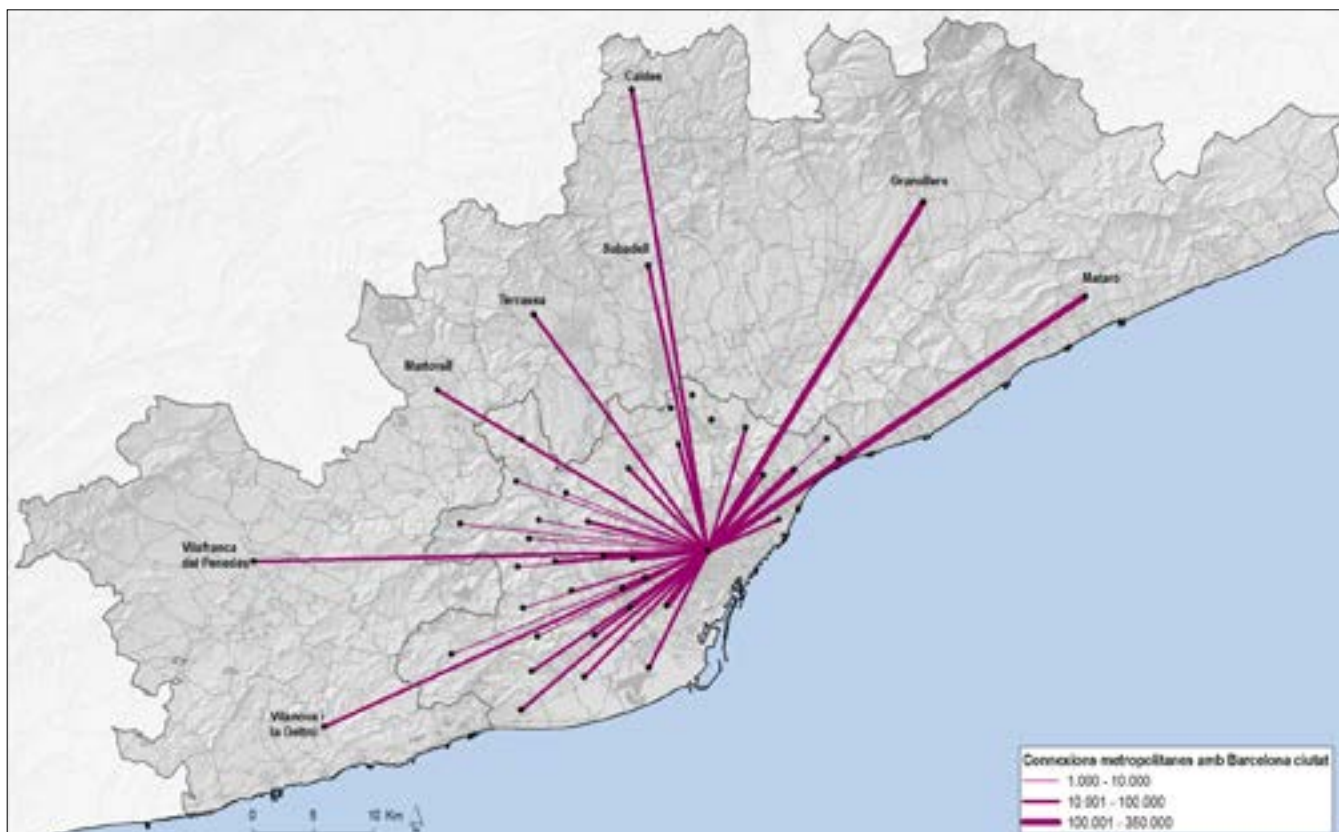 Caldes
Granollers
Sabadell
Mataró
Terrassa
Martorell
Vilafranca
del Penedès
Vilanova i
la Geltrú
0 5 10 Km
Connexions metropolitanes amb Barcelona ciutat
1.000 - 10.000
10.001 - 100.000
100.001 - 350.000